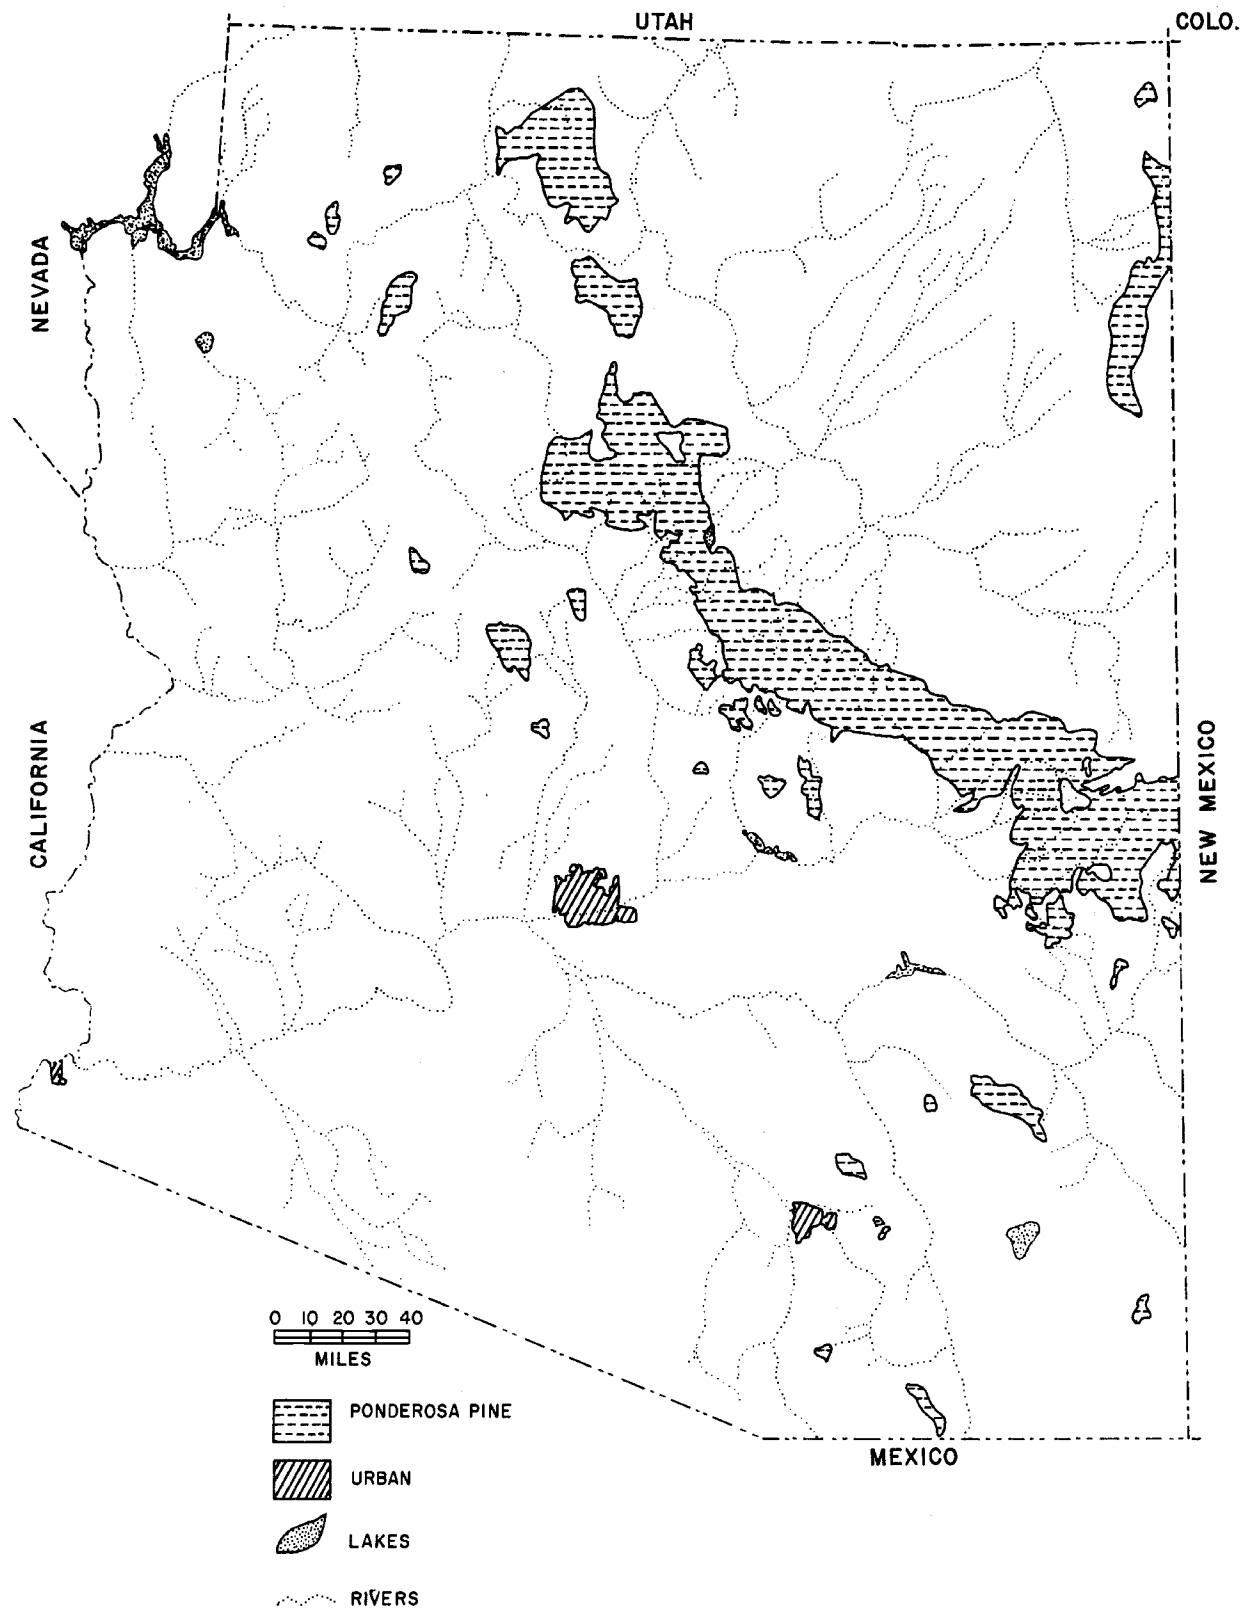 UTAH
COLO.
NEVADA
CALIFORNIA
NEW MEXICO
0 10 20 30 40
MILES
PONDEROSA PINE
MEXICO
URBAN
LAKES
RIVERS